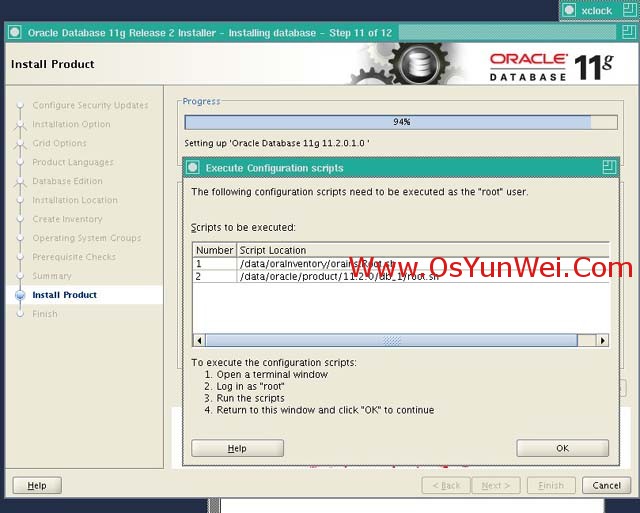 xclock
Oracle Database 11g Release 2 Installer - Installing database - Step 11 of 12
Install Product
ORACLE
DATABASE 11g
Configure Security Updates
Installation Option
Grid Options
Product Languages
Database Edition
Installation Location
Create Inventory
Operating System Groups
Prerequisite Checks
Summary
Install Product
Finish
Progress
94%
Setting up 'Oracle Database 11g 11.2.0.1.0 '
Execute Configuration scripts
The following configuration scripts need to be executed as the "root" user.
Scripts to be executed:
Number Script Location
1 /data/oraInventory/orainstRoot.sh
2 /data/oracle/product/11.2.0/db_1/root.sh
Www.OsYunWei.Com
To execute the configuration scripts:
1. Open a terminal window
2. Log in as "root"
3. Run the scripts
4. Return to this window and click "OK" to continue
Help OK
Help < Back Next > Finish Cancel